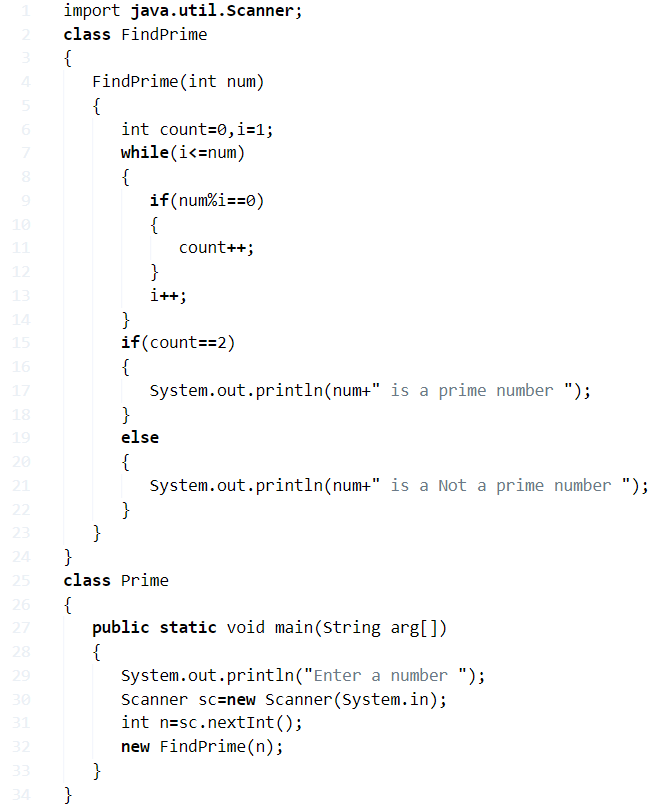 1 import java.util.Scanner;
2 class FindPrime
3 {
4 FindPrime(int num)
5 {
6 int count=0,i=1;
7 while(i<=num)
8 {
9 if(num%i==0)
10 {
11 count++;
12 }
13 i++;
14 }
15 if(count==2)
16 {
17 System.out.println(num+" is a prime number ");
18 }
19 else
20 {
21 System.out.println(num+" is a Not a prime number ");
22 }
23 }
24 }
25 class Prime
26 {
27 public static void main(String arg[])
28 {
29 System.out.println("Enter a number ");
30 Scanner sc=new Scanner(System.in);
31 int n=sc.nextInt();
32 new FindPrime(n);
33 }
34 }